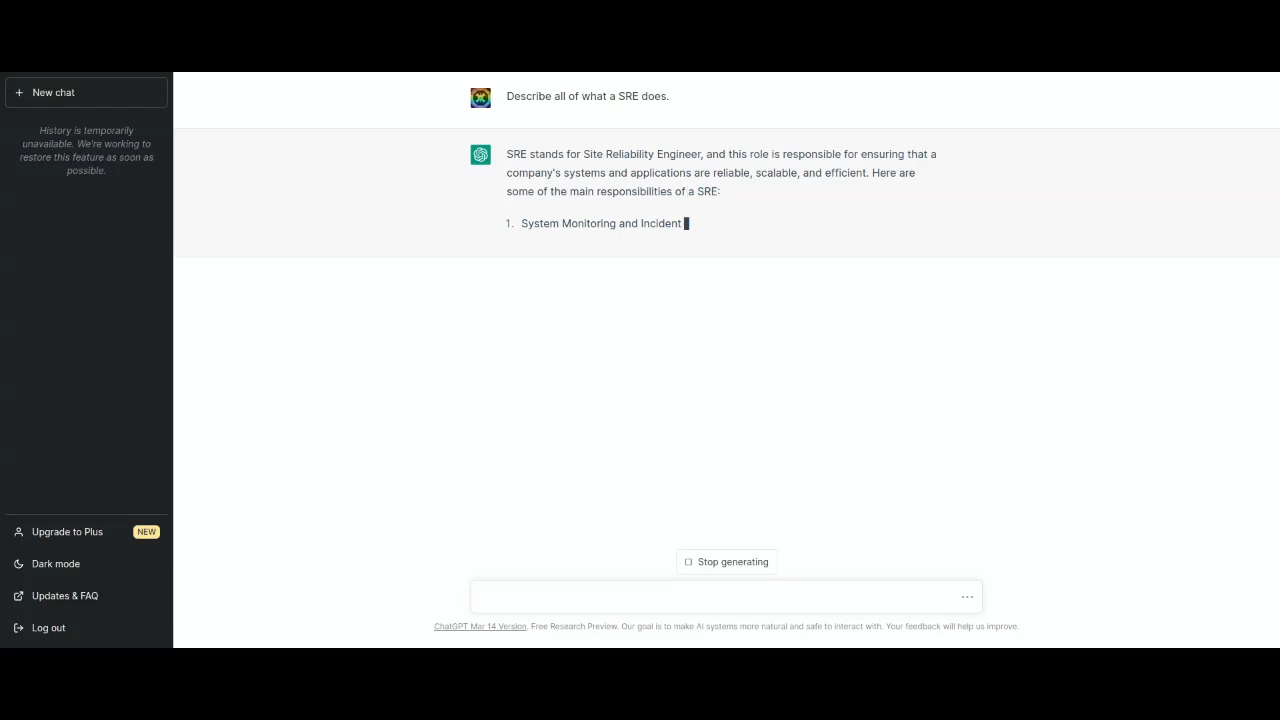 New chat
History is temporarily
unavailable. We're working to
restore this feature as soon as
possible.
Upgrade to Plus NEW
Dark mode
Updates & FAQ
Log out
Describe all of what a SRE does.
SRE stands for Site Reliability Engineer, and this role is responsible for ensuring that a
company's systems and applications are reliable, scalable, and efficient. Here are
some of the main responsibilities of a SRE:
1. System Monitoring and Incident
Stop generating
ChatGPT Mar 14 Version. Free Research Preview. Our goal is to make AI systems more natural and safe to interact with. Your feedback will help us improve.